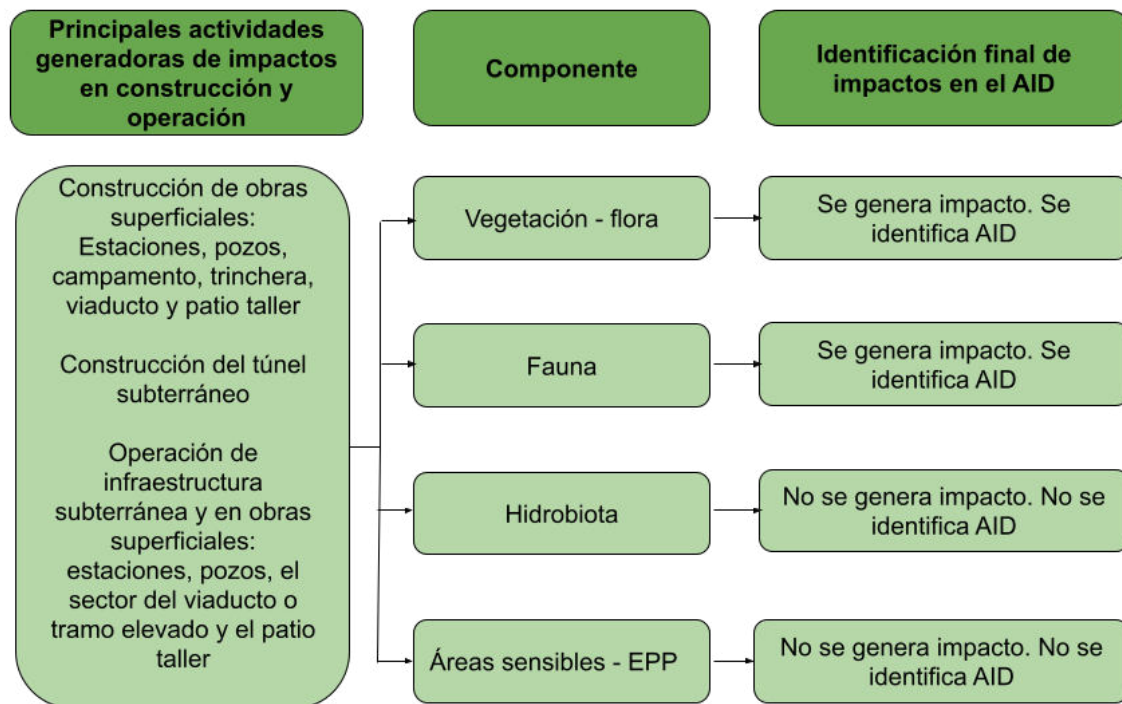 Principales actividades
generadoras de impactos
en construcción y
operación
Componente
Identificación final de
impactos en el AID
Construcción de obras
superficiales:
Estaciones, pozos,
campamento, trinchera,
viaducto y patio taller
Construcción del túnel
subterráneo
Operación de
infraestructura
subterránea y en obras
superficiales:
estaciones, pozos, el
sector del viaducto o
tramo elevado y el patio
taller
Vegetación - flora
Se genera impacto. Se
identifica AID
Fauna
Se genera impacto. Se
identifica AID
Hidrobiota
No se genera impacto. No se
identifica AID
Áreas sensibles - EPP
No se genera impacto. No se
identifica AID